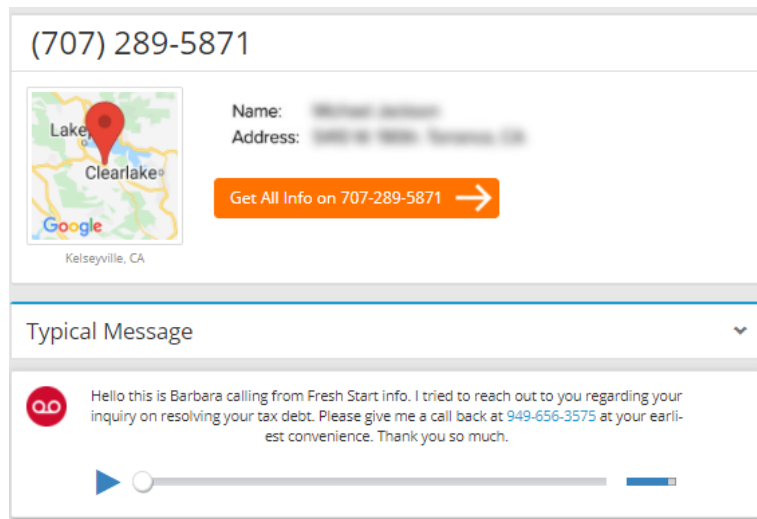 (707) 289-5871
Lake
Clearlake
Google
Kelseyville, CA
Name:
Address:
Get All Info on 707-289-5871
Typical Message
Hello this is Barbara calling from Fresh Start info. I tried to reach out to you regarding your
inquiry on resolving your tax debt. Please give me a call back at 949-656-3575 at your earli-
est convenience. Thank you so much.